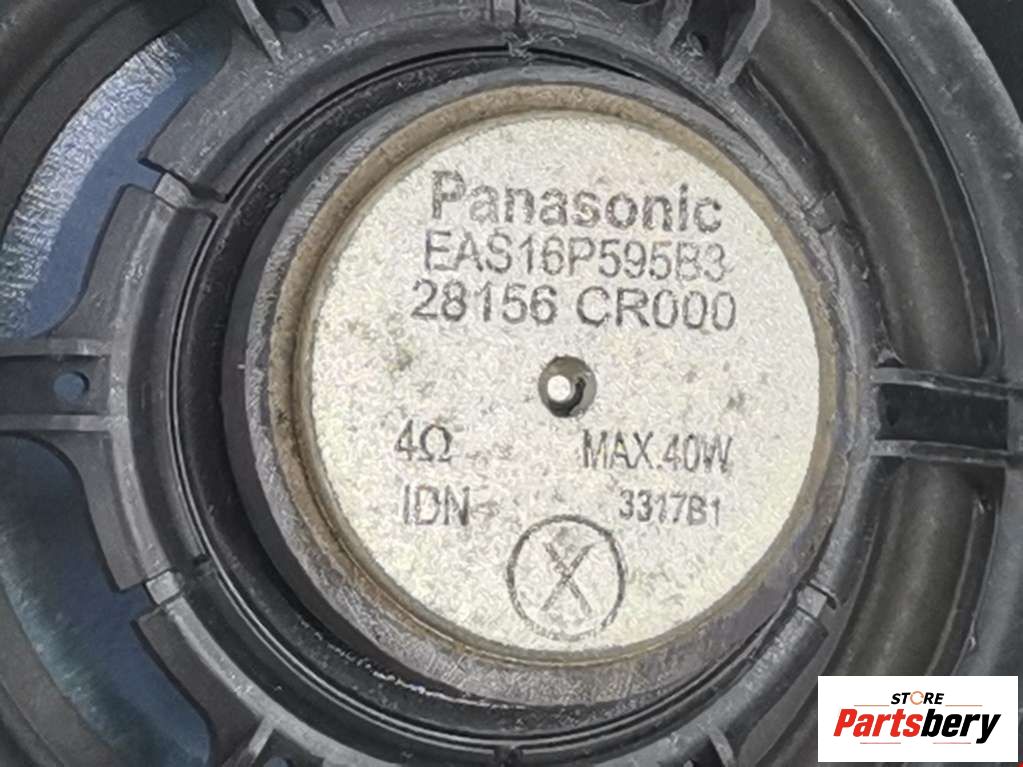 Panasonic
EAS16P595B3
28156 CR000
4Ω MAX.40W
IDN 3317B1
X
STORE
Partsbery